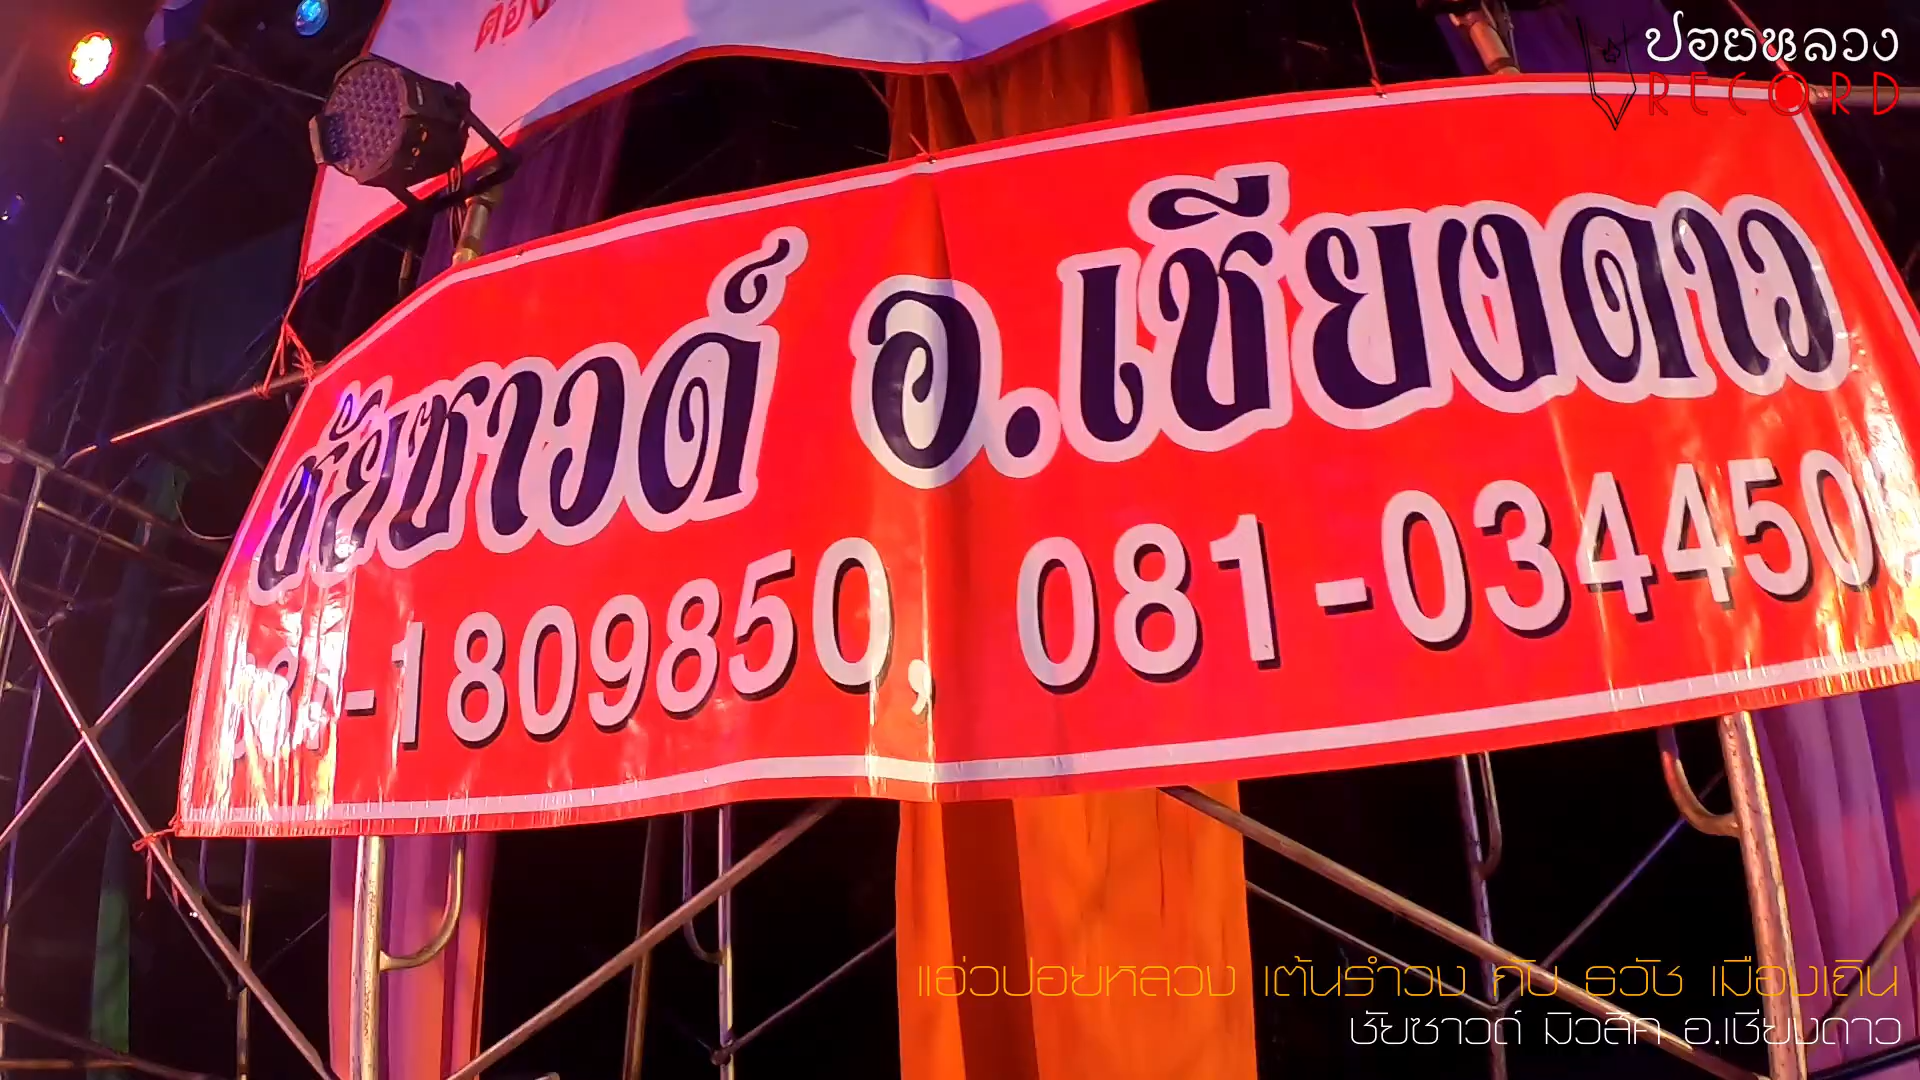 ปอยหลวง
RECORD
ชัยซาวด์ อ.เชียงดาว
-1809850, 081-034450
แอ่วปอยหลวง เต้นรำวง กับ ธวัช เมืองเถิน
ชัยซาวด์ มิวสิค อ.เชียงดาว